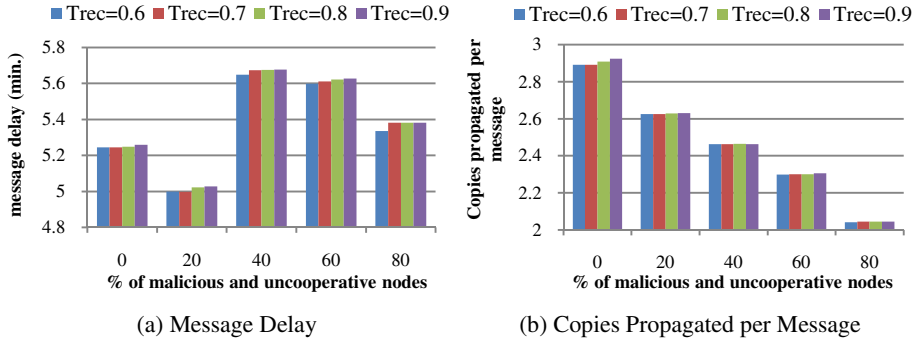 Trec=0.6 Trec=0.7 Trec=0.8 Trec=0.9
message delay (min.)
5.8
5.6
5.4
5.2
5
4.8
0 20 40 60 80
% of malicious and uncooperative nodes
(a) Message Delay
Trec=0.6 Trec=0.7 Trec=0.8 Trec=0.9
Copies propagated per
message
3
2.8
2.6
2.4
2.2
2
0 20 40 60 80
% of malicious and uncooperative nodes
(b) Copies Propagated per Message